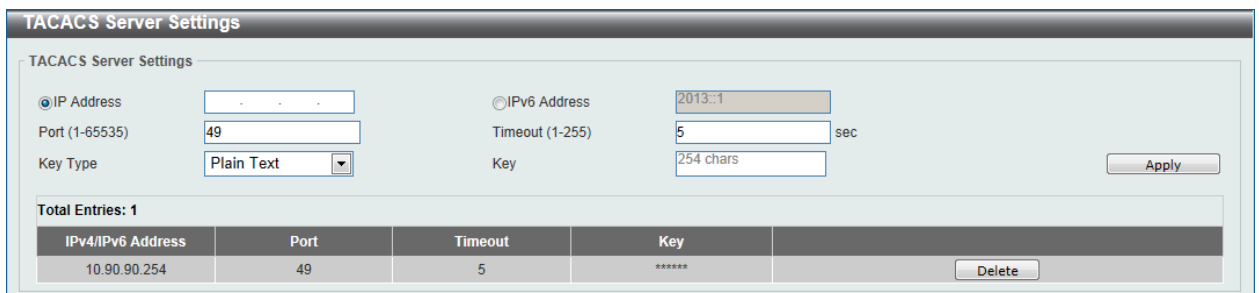 TACACS Server Settings
TACACS Server Settings
IP Address . . . IPv6 Address 2013::1
Port (1-65535) 49 Timeout (1-255) 5 sec
Key Type Plain Text Key 254 chars Apply
Total Entries: 1
IPv4/IPv6 Address Port Timeout Key
10.90.90.254 49 5 ****** Delete